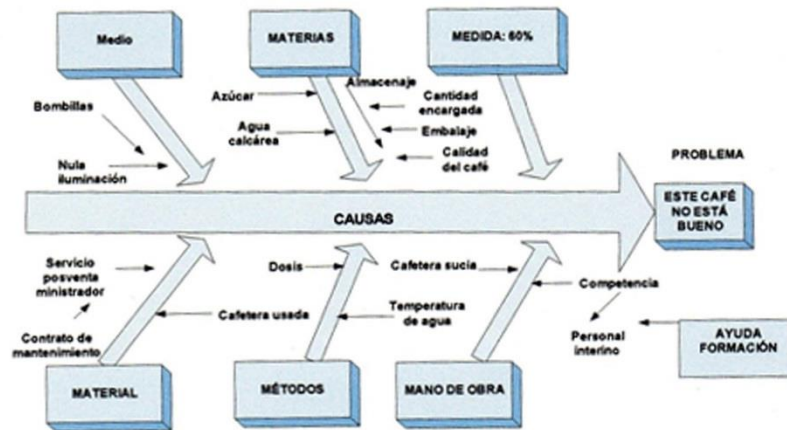 Medio
MATERIAS
MEDIDA: 60%
Almacenaje
Azúcar
Cantidad
encargada
Bombillas
Agua
calcárea
Embalaje
Calidad
del café
Nula
iluminación
PROBLEMA
ESTE CAFÉ
NO ESTÁ
BUENO
CAUSAS
Servicio
posventa
ministrador
Dosis
Cafetera sucia
Competencia
Cafetera usada
Temperatura
de agua
Contrato de
mantenimiento
Personal
interino
AYUDA
FORMACIÓN
MATERIAL
MÉTODOS
MANO DE OBRA